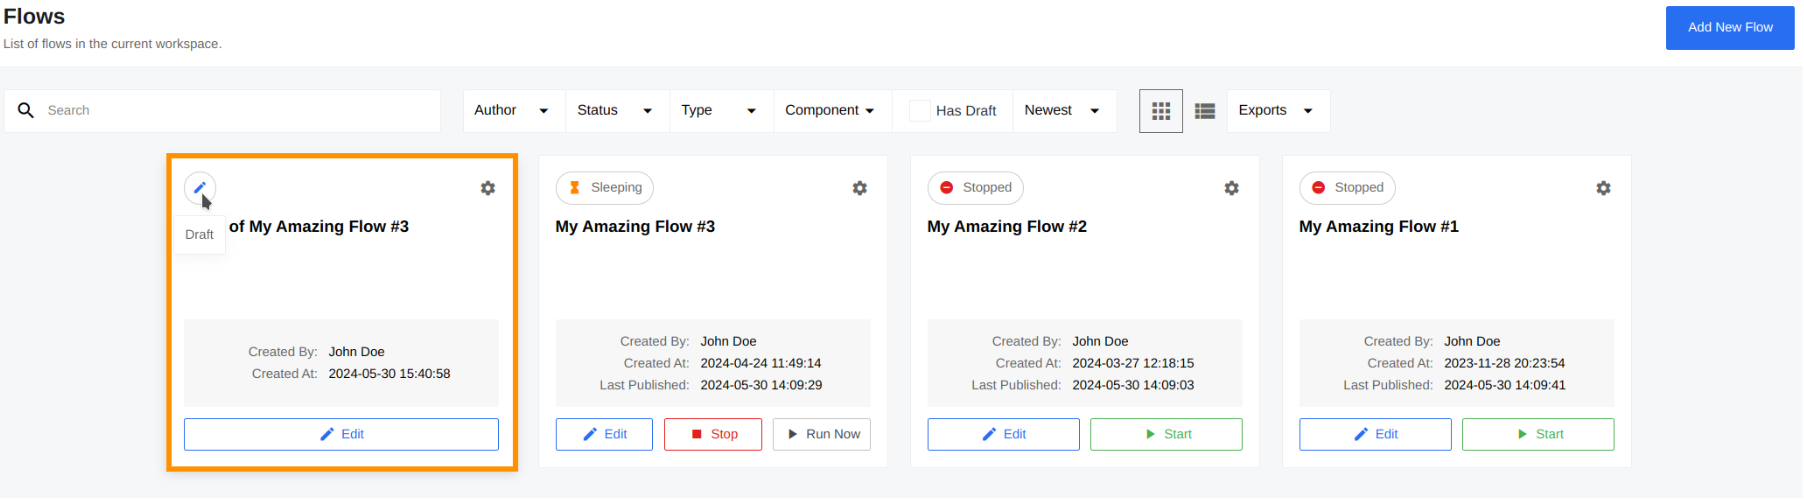 Flows
List of flows in the current workspace.
Add New Flow
Search
Author
Status
Type
Component
Has Draft
Newest
Exports
Draft
of My Amazing Flow #3
Created By: John Doe
Created At: 2024-05-30 15:40:58
Edit
Sleeping
My Amazing Flow #3
Created By: John Doe
Created At: 2024-04-24 11:49:14
Last Published: 2024-05-30 14:09:29
Edit
Stop
Run Now
Stopped
My Amazing Flow #2
Created By: John Doe
Created At: 2024-03-27 12:18:15
Last Published: 2024-05-30 14:09:03
Edit
Start
Stopped
My Amazing Flow #1
Created By: John Doe
Created At: 2023-11-28 20:23:54
Last Published: 2024-05-30 14:09:41
Edit
Start